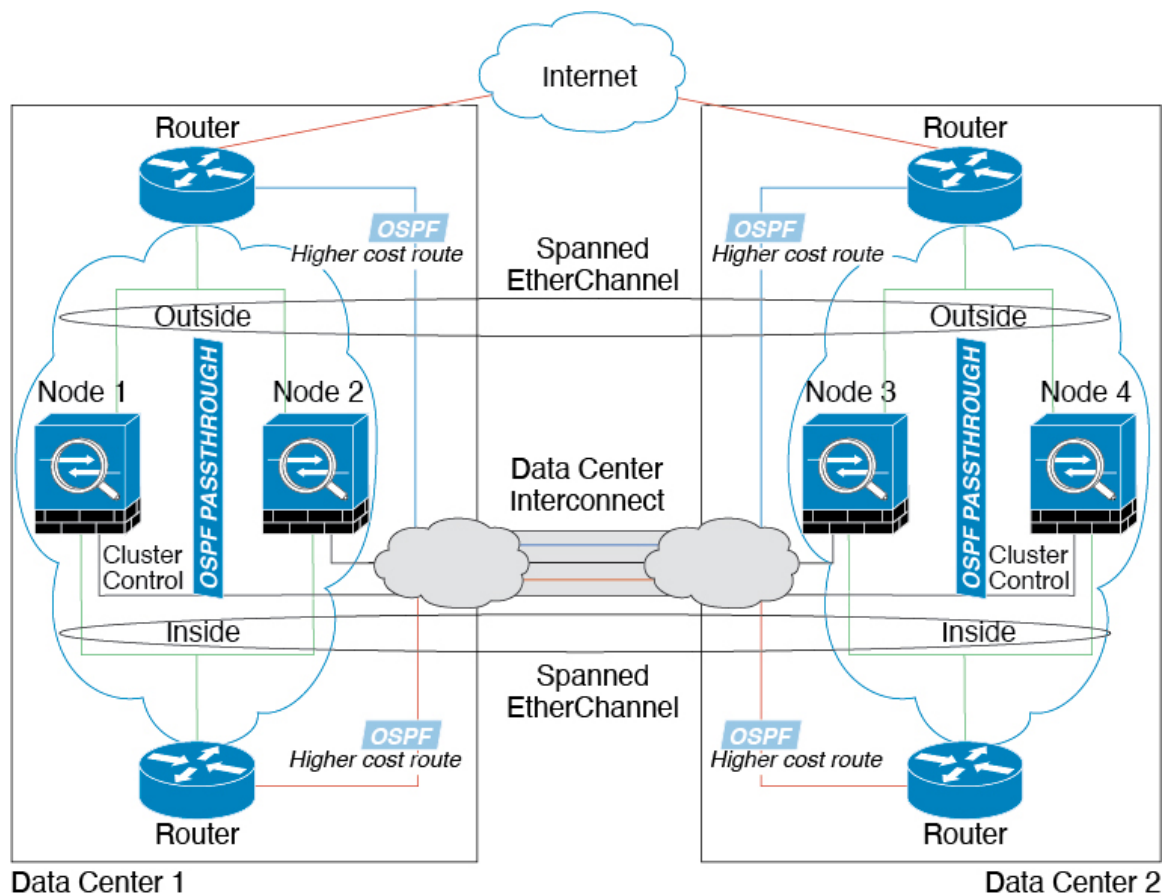 Internet
Router
Router
OSPF
Higher cost route
Spanned
EtherChannel
OSPF
Higher cost route
Outside
Outside
Node 1
OSPF PASSTHROUGH
Node 2
Node 3
OSPF PASSTHROUGH
Node 4
Data Center
Interconnect
Cluster
Control
Cluster
Control
Inside
Inside
Spanned
EtherChannel
OSPF
Higher cost route
OSPF
Higher cost route
Router
Router
Data Center 1
Data Center 2